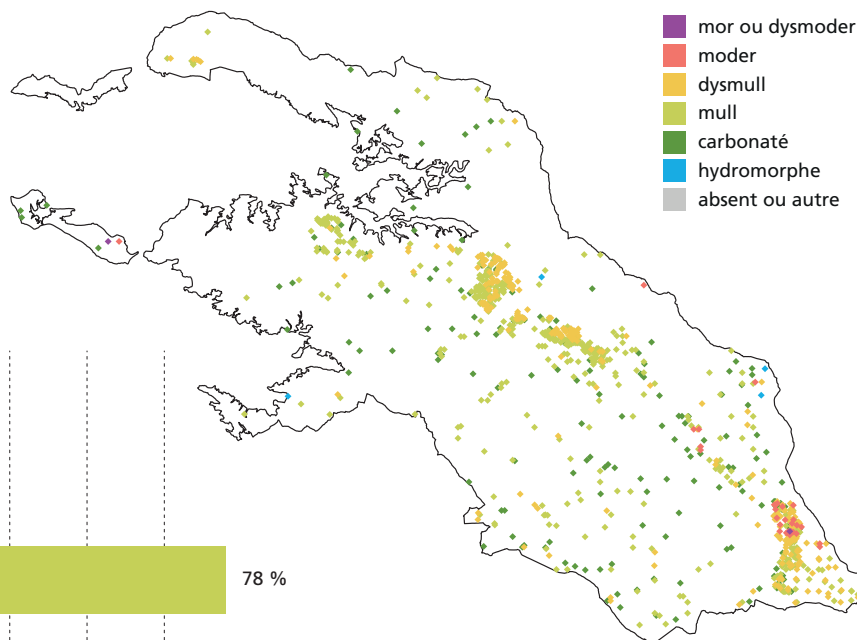 mor ou dysmoder
moder
dysmull
mull
carbonaté
hydromorphe
absent ou autre
78 %